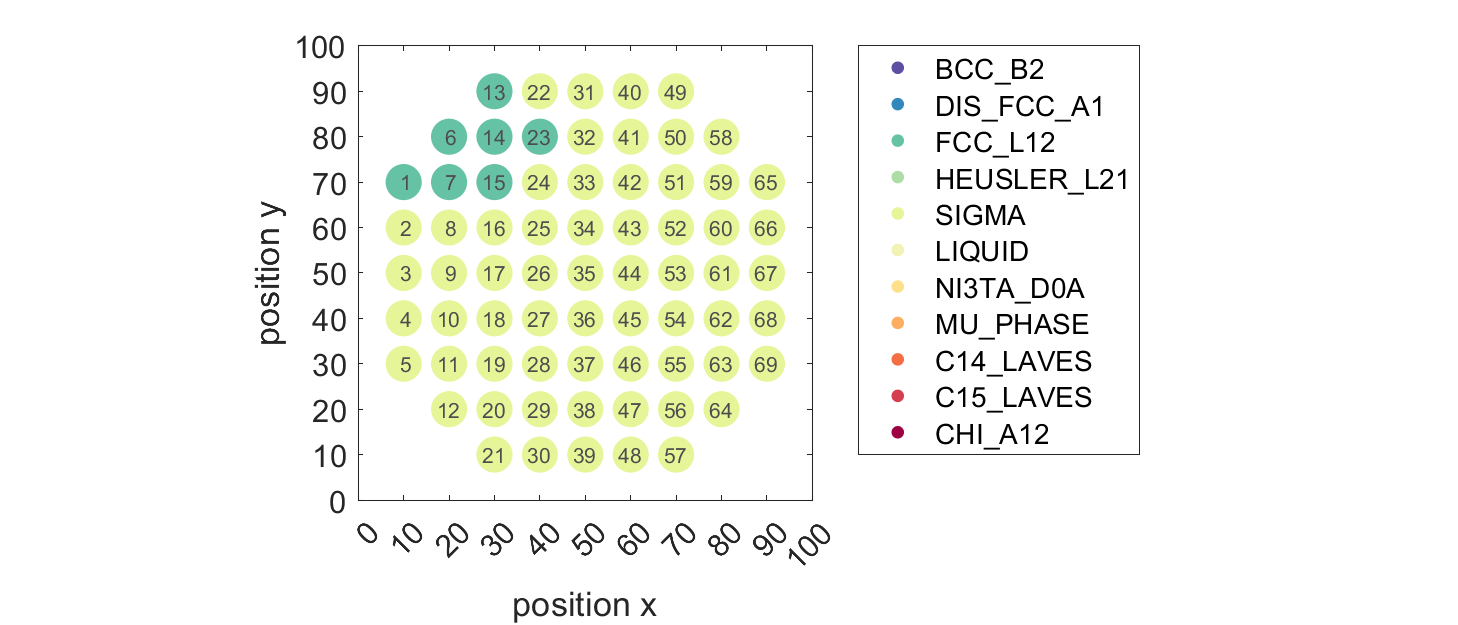 100
90
80
70
60
50
40
30
20
10
0
position y
13 22 31 40 49
6 14 23 32 41 50 58
1 7 15 24 33 42 51 59 65
2 8 16 25 34 43 52 60 66
3 9 17 26 35 44 53 61 67
4 10 18 27 36 45 54 62 68
5 11 19 28 37 46 55 63 69
12 20 29 38 47 56 64
21 30 39 48 57
0 10 20 30 40 50 60 70 80 90 100
position x
BCC_B2
DIS_FCC_A1
FCC_L12
HEUSLER_L21
SIGMA
LIQUID
NI3TA_D0A
MU_PHASE
C14_LAVES
C15_LAVES
CHI_A12